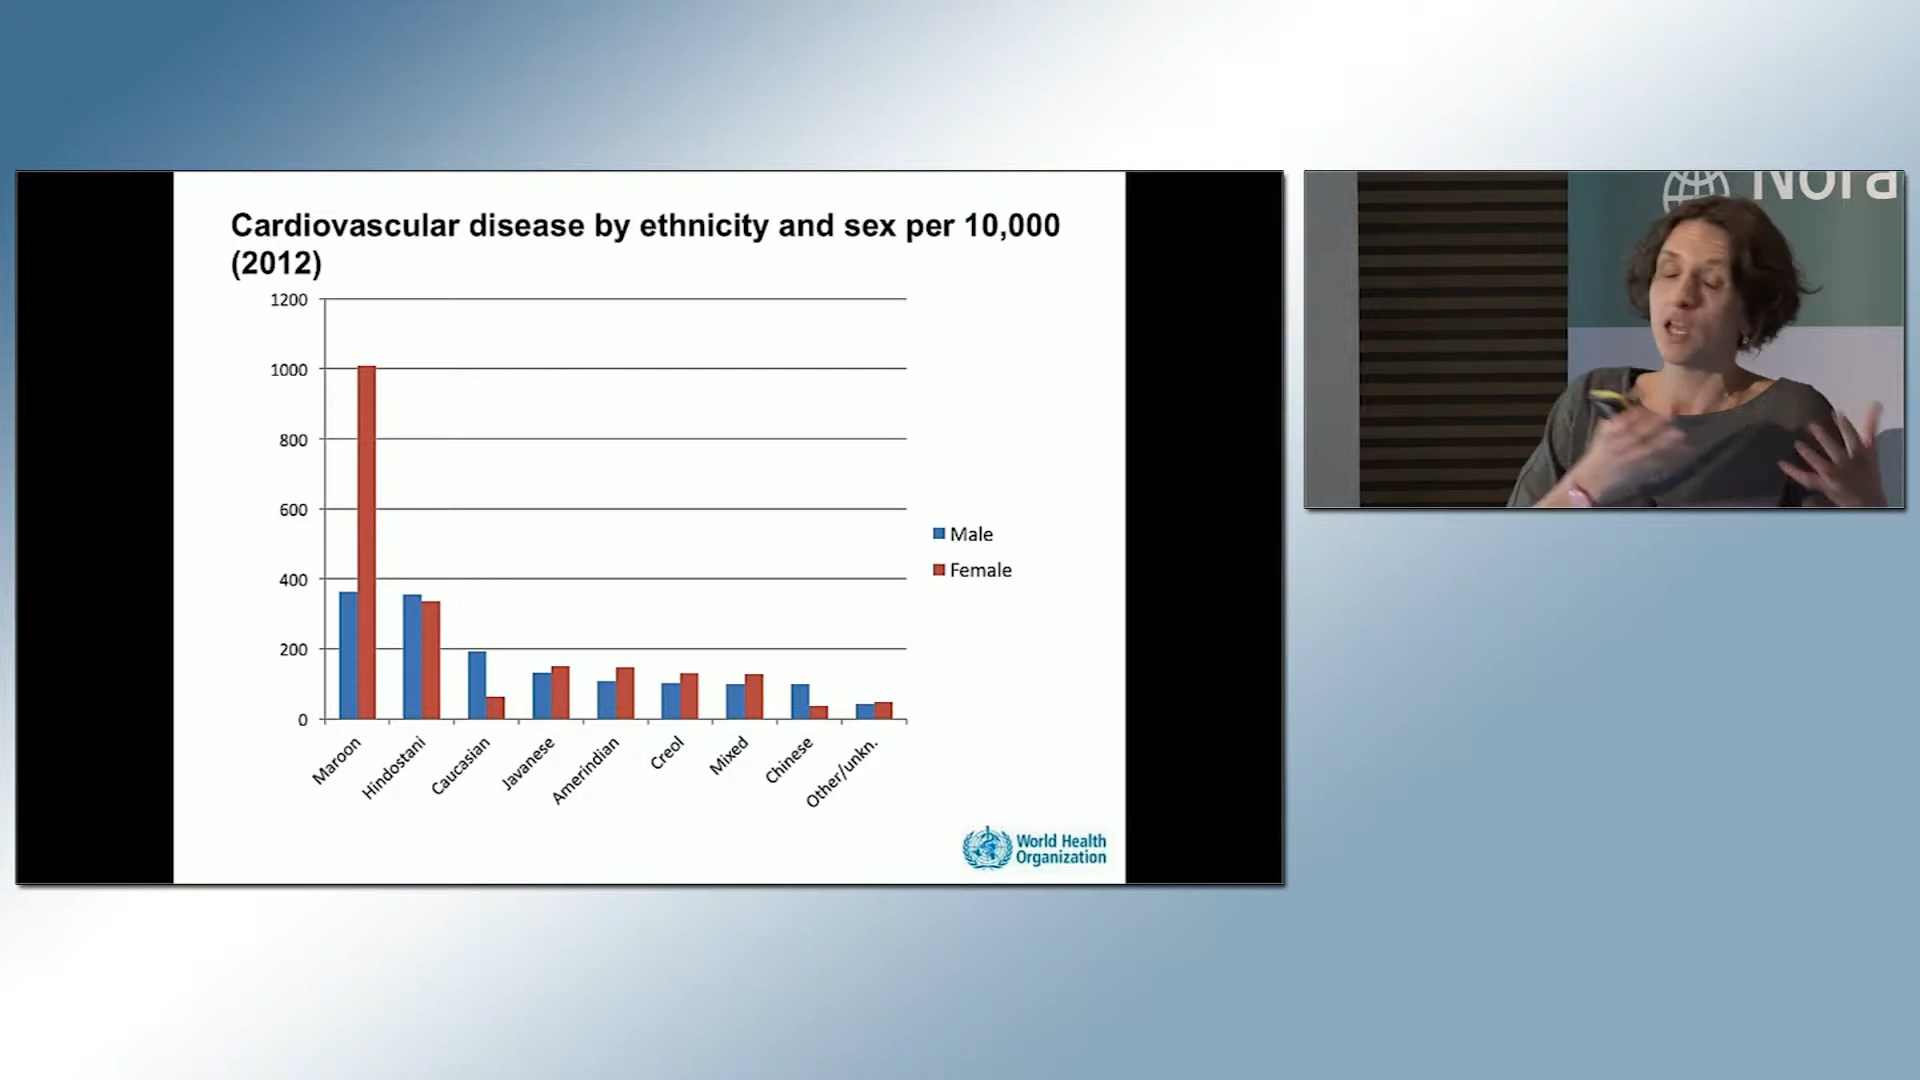 Cardiovascular disease by ethnicity and sex per 10,000
(2012)
1200
1000
800
600
400
200
0
Male
Female
Maroon
Hindostani
Caucasian
Javanese
Amerindian
Creol
Mixed
Chinese
Other/unkn.
World Health
Organization
Nora